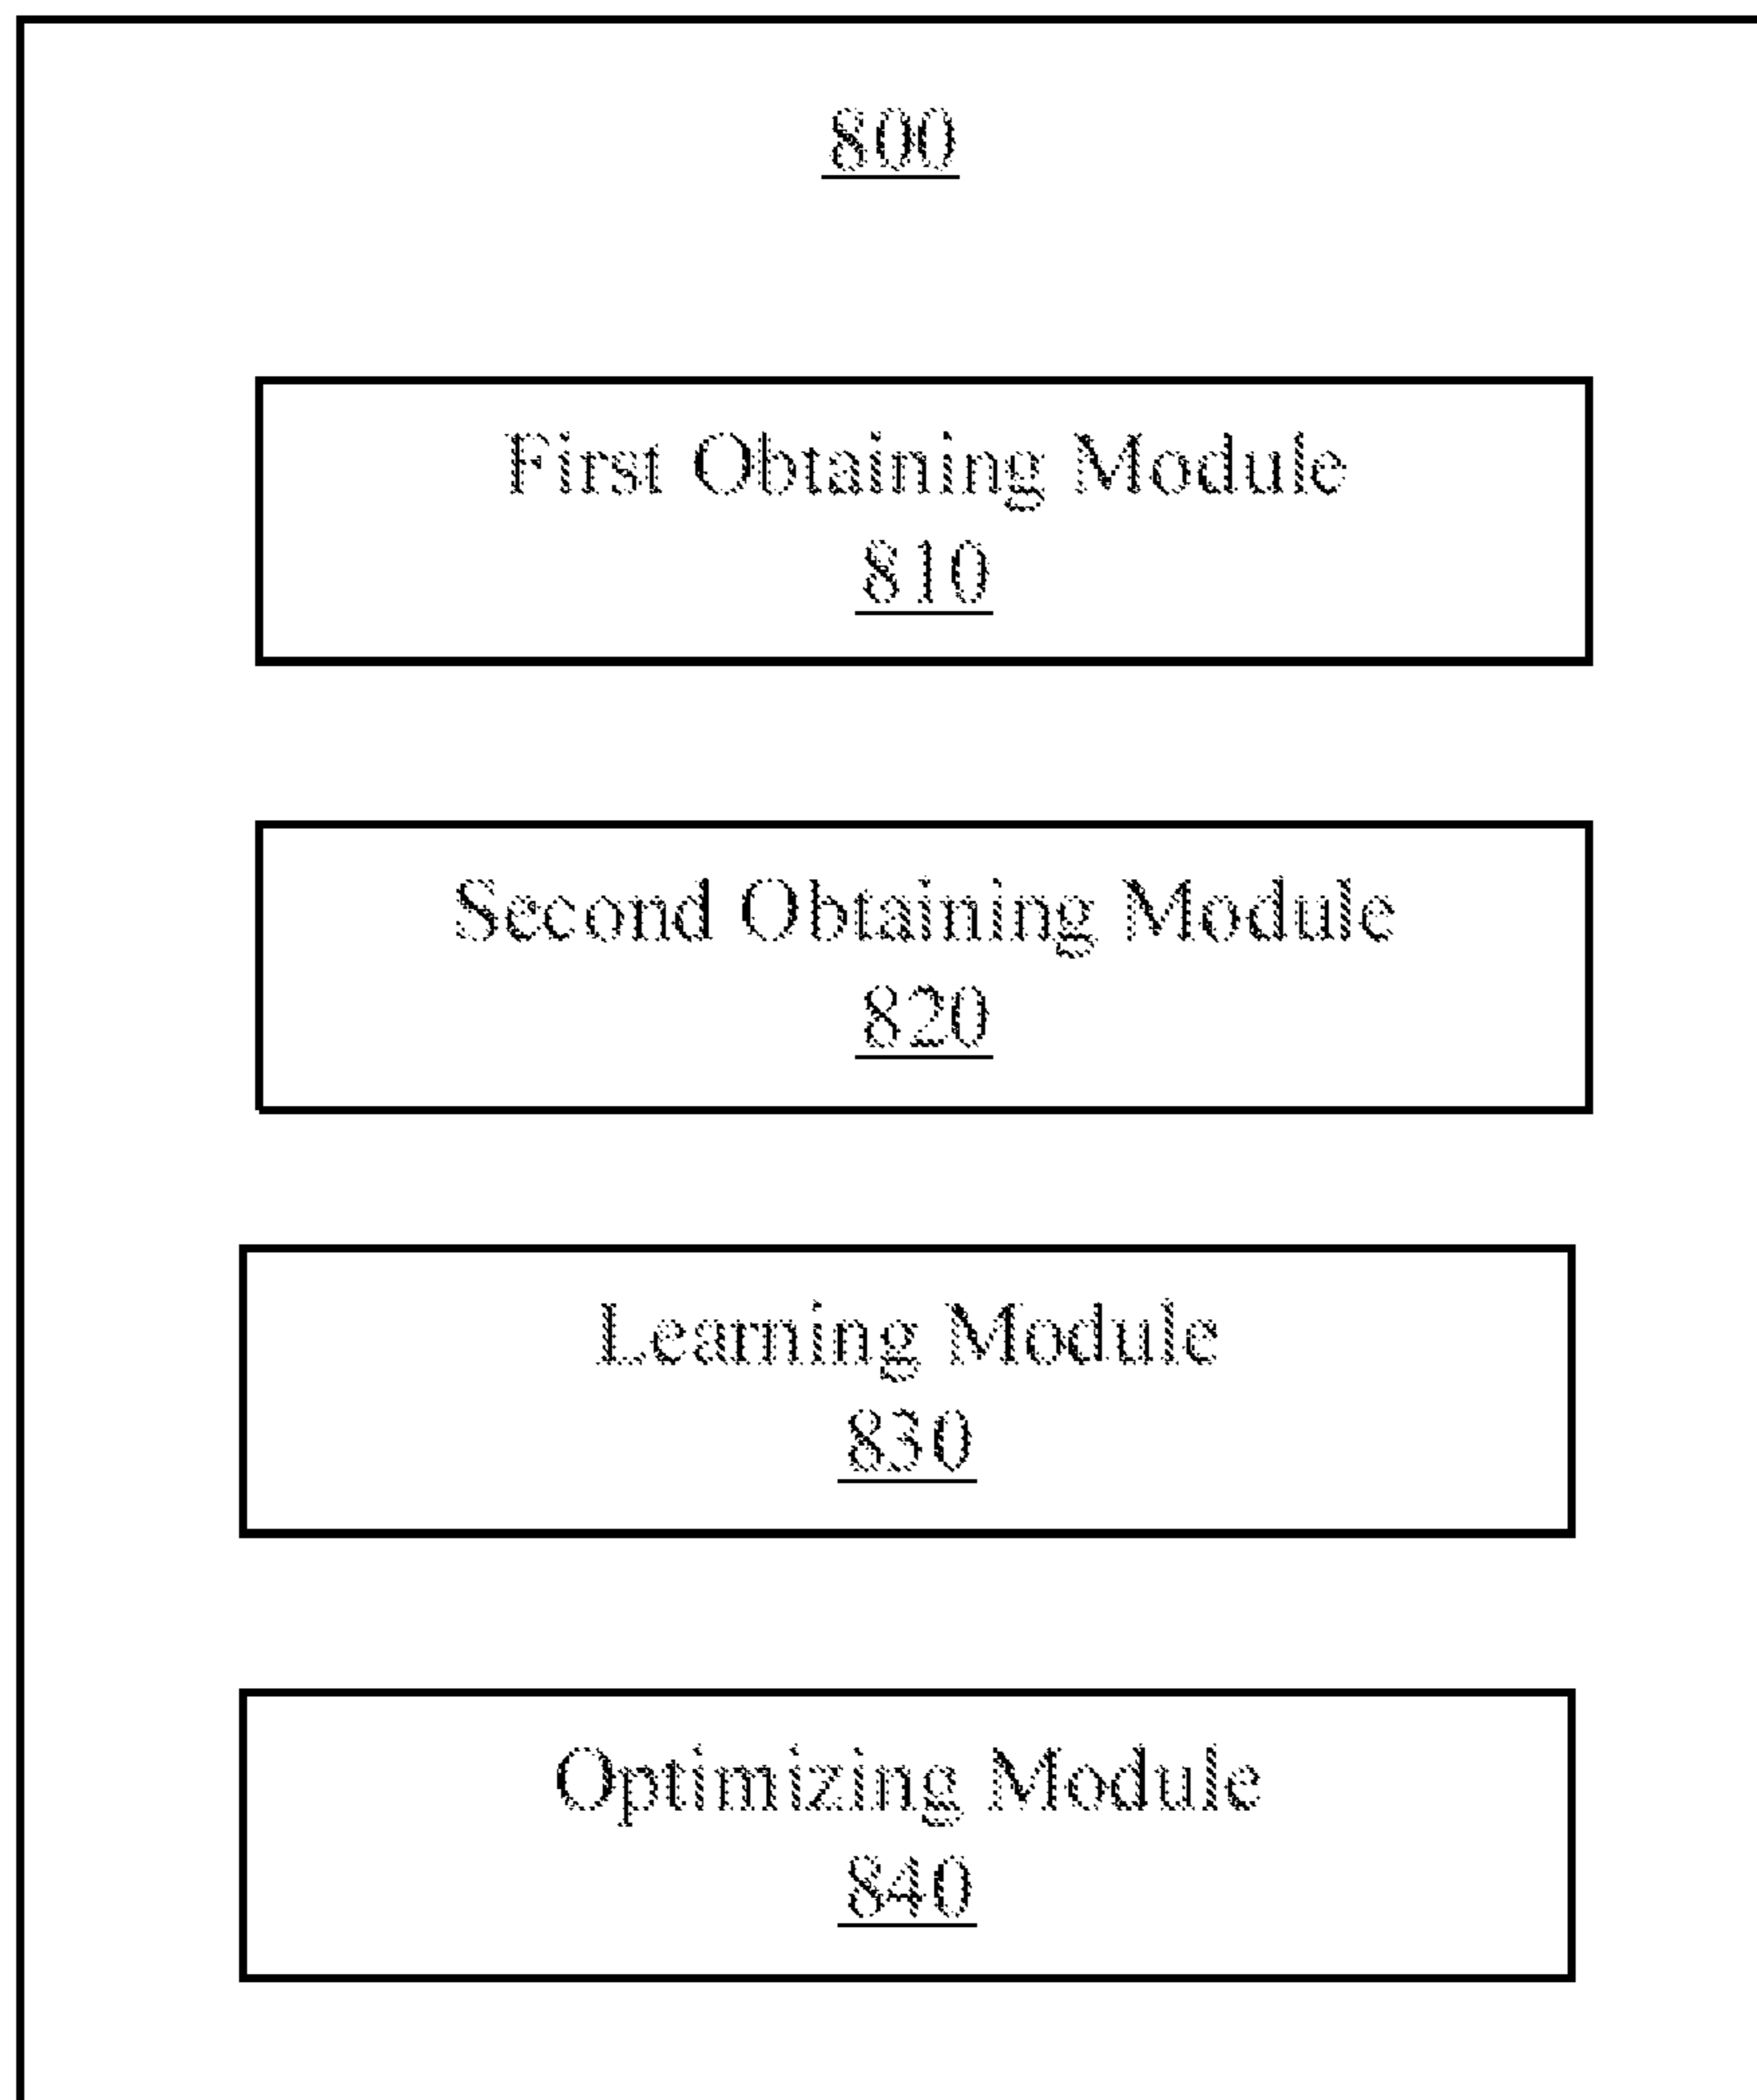 800
First Obtaining Module
810
Second Obtaining Module
820
Learning Module
830
Optimizing Module
840